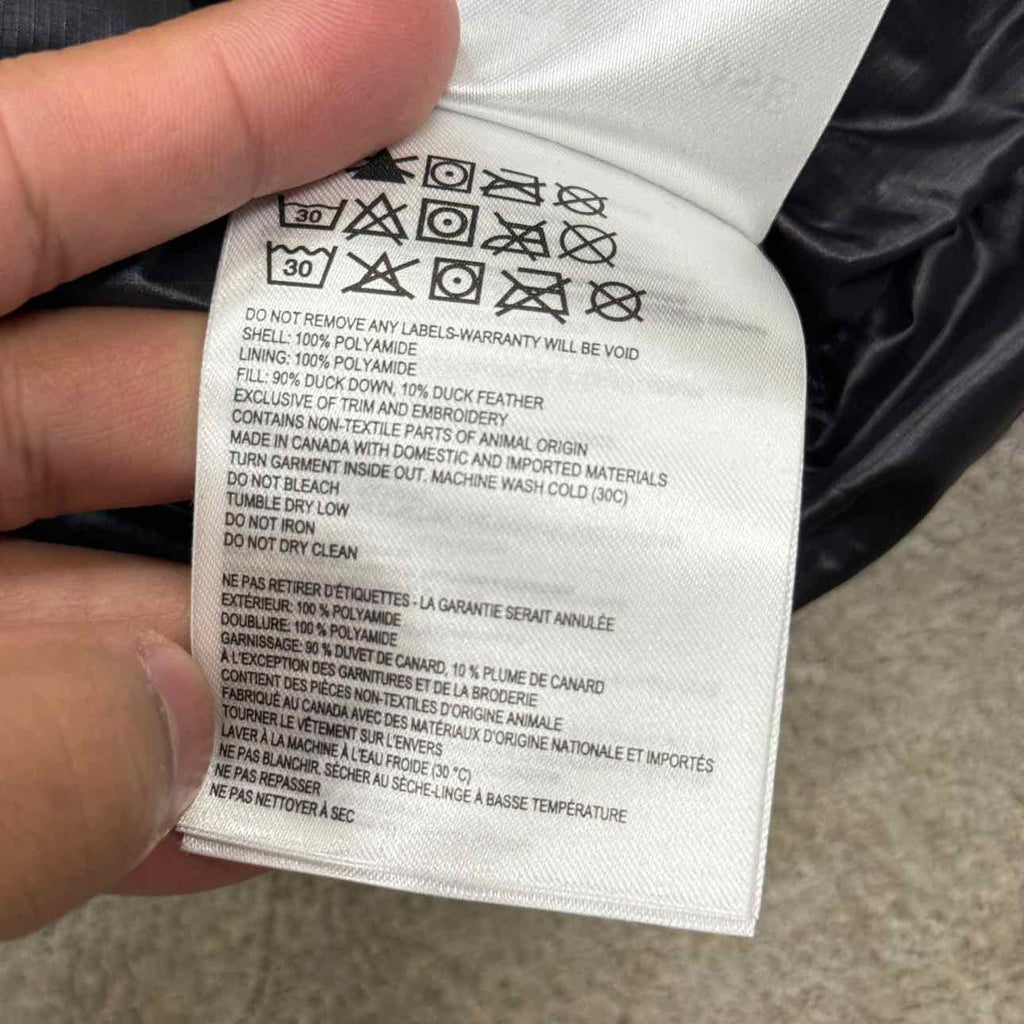 30
30
DO NOT REMOVE ANY LABELS-WARRANTY WILL BE VOID
SHELL: 100% POLYAMIDE
LINING: 100% POLYAMIDE
FILL: 90% DUCK DOWN, 10% DUCK FEATHER
EXCLUSIVE OF TRIM AND EMBROIDERY
CONTAINS NON-TEXTILE PARTS OF ANIMAL ORIGIN
MADE IN CANADA WITH DOMESTIC AND IMPORTED MATERIALS
TURN GARMENT INSIDE OUT. MACHINE WASH COLD (30C)
DO NOT BLEACH
TUMBLE DRY LOW
DO NOT IRON
DO NOT DRY CLEAN
NE PAS RETIRER D'ÉTIQUETTES - LA GARANTIE SERAIT ANNULÉE
EXTÉRIEUR: 100 % POLYAMIDE
DOUBLURE: 100 % POLYAMIDE
GARNISSAGE: 90 % DUVET DE CANARD, 10 % PLUME DE CANARD
À L'EXCEPTION DES GARNITURES ET DE LA BRODERIE
CONTIENT DES PIÈCES NON-TEXTILES D'ORIGINE ANIMALE
FABRIQUÉ AU CANADA AVEC DES MATÉRIAUX D'ORIGINE NATIONALE ET IMPORTÉS
TOURNER LE VÊTEMENT SUR L'ENVERS
LAVER À LA MACHINE À L'EAU FROIDE (30 °C)
NE PAS BLANCHIR, SÉCHER AU SÈCHE-LINGE À BASSE TEMPÉRATURE
NE PAS REPASSER
NE PAS NETTOYER À SEC